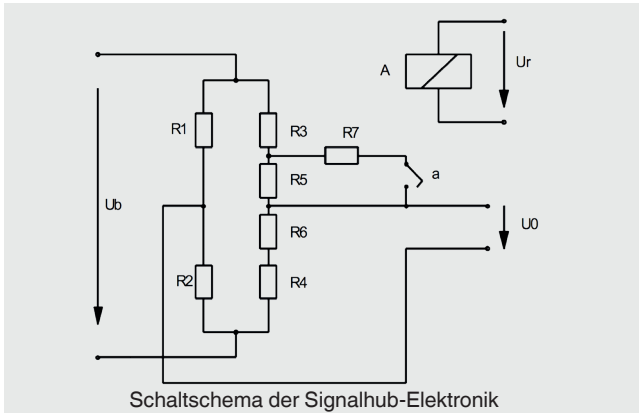 A
Ur
R1
R3
R7
R5
a
Ub
R6
U0
R2
R4
Schaltschema der Signalhub-Elektronik